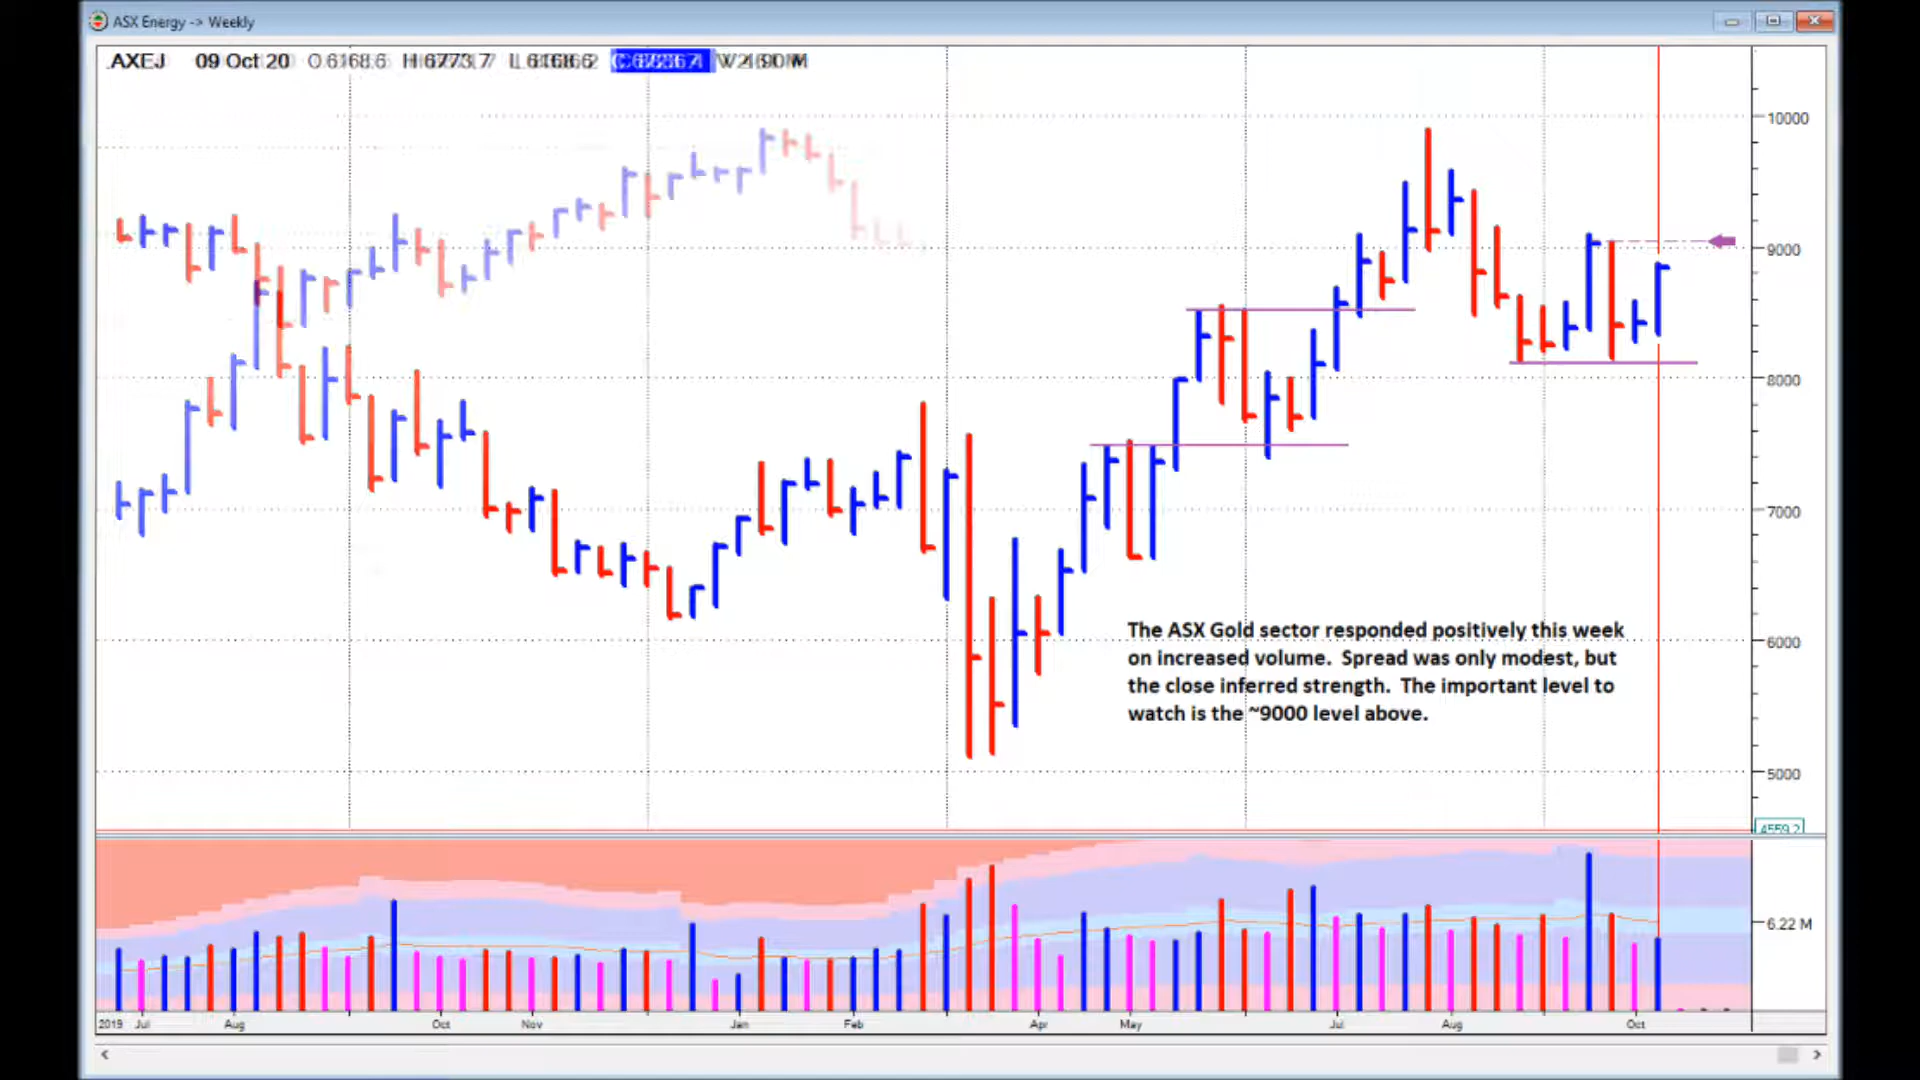 ASX Energy -> Weekly
.AXEJ 09 Oct 20
10000
9000
8000
7000
6000
5000
4559.2
The ASX Gold sector responded positively this week
on increased volume. Spread was only modest, but
the close inferred strength. The important level to
watch is the ~9000 level above.
6.22 M
2019 Jul Aug Oct Nov Jan Feb Apr May Jul Aug Oct